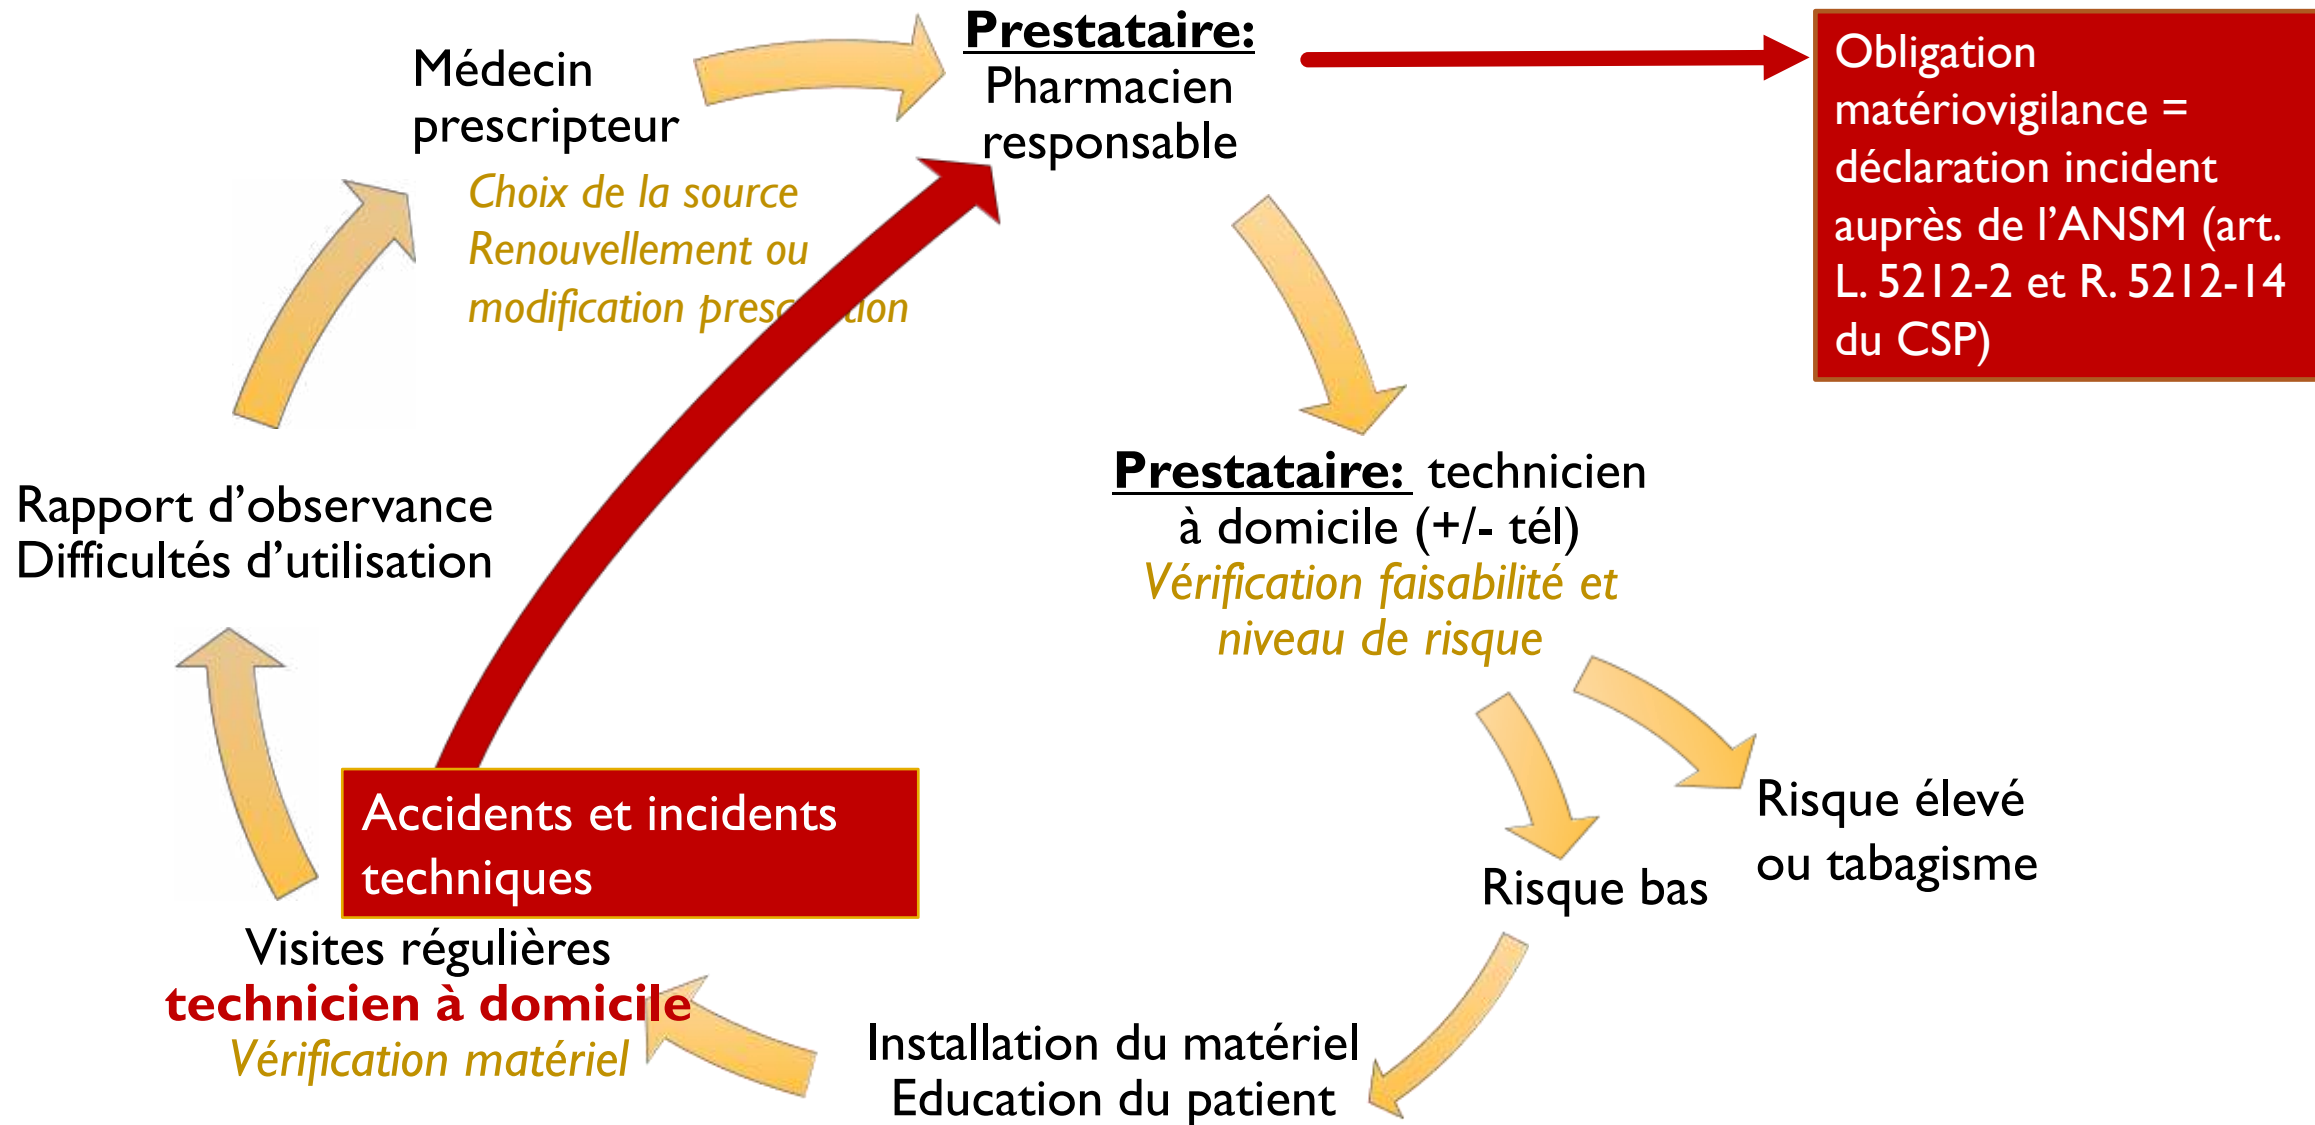 Médecin
prescripteur
Choix de la source
Renouvellement ou
modification prescription
Prestataire:
Pharmacien
responsable
Obligation
matériovigilance =
déclaration incident
auprès de l’ANSM (art.
L. 5212-2 et R. 5212-14
du CSP)
Prestataire: technicien
à domicile (+/- tél)
Vérification faisabilité et
niveau de risque
Risque élevé
ou tabagisme
Risque bas
Installation du matériel
Education du patient
Accidents et incidents
techniques
Visites régulières
technicien à domicile
Vérification matériel
Rapport d’observance
Difficultés d’utilisation